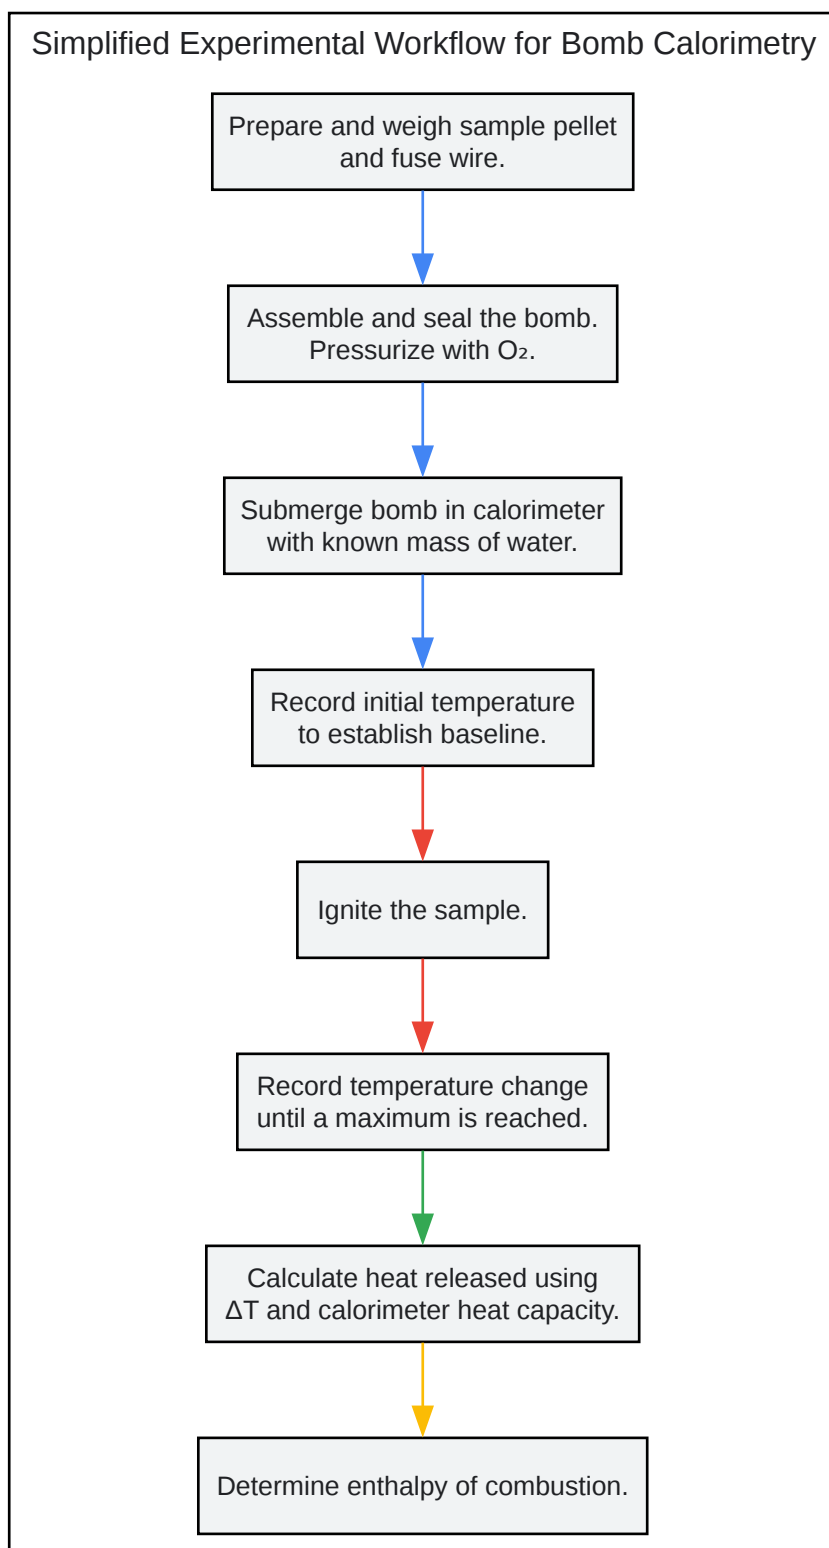 Simplified Experimental Workflow for Bomb Calorimetry
Prepare and weigh sample pellet
and fuse wire.
Assemble and seal the bomb.
Pressurize with O₂.
Submerge bomb in calorimeter
with known mass of water.
Record initial temperature
to establish baseline.
Ignite the sample.
Record temperature change
until a maximum is reached.
Calculate heat released using
ΔT and calorimeter heat capacity.
Determine enthalpy of combustion.